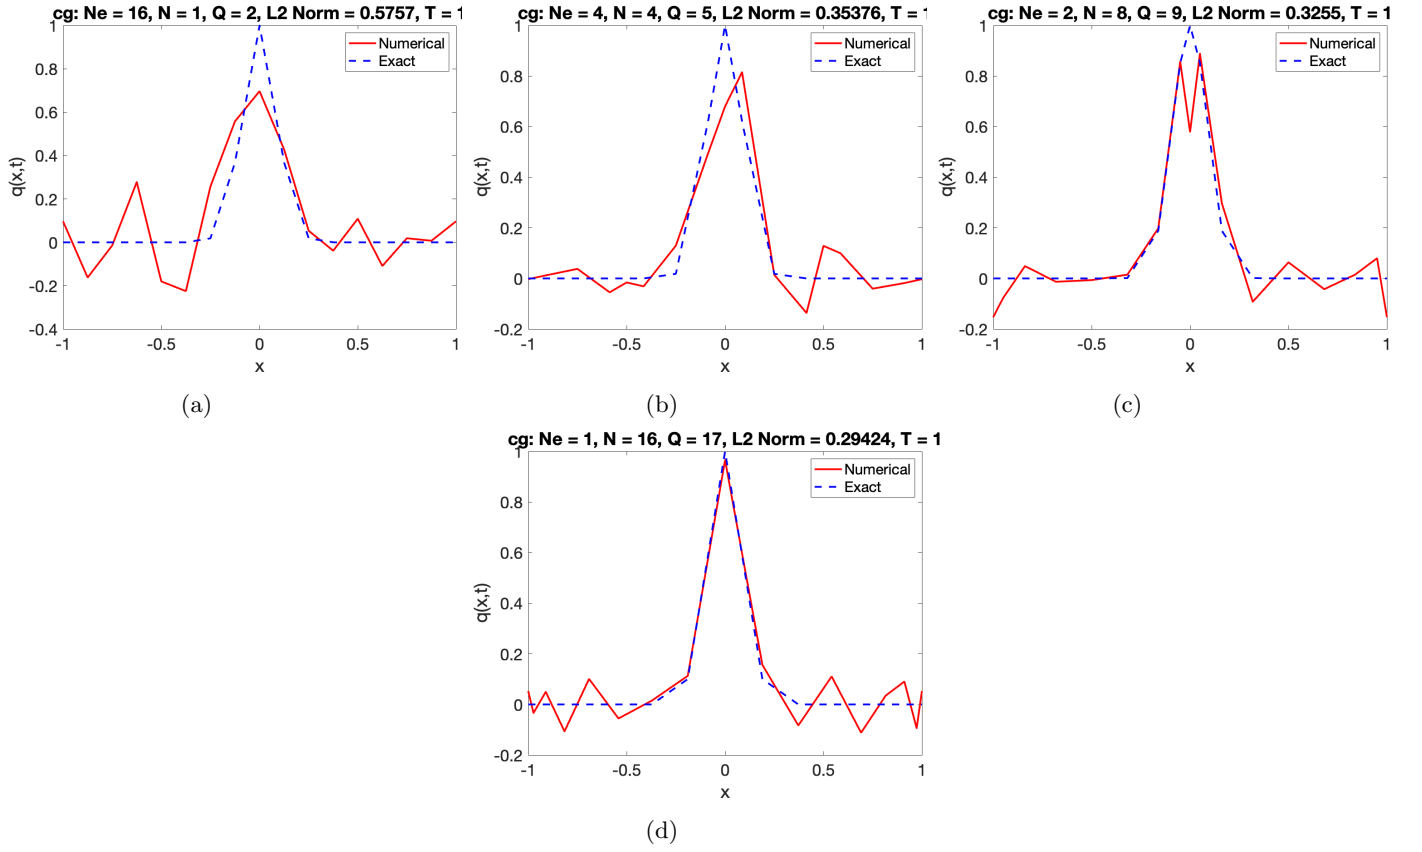 cg: Ne = 16, N = 1, Q = 2, L2 Norm = 0.5757, T = 1
1
0.8
0.6
0.4
0.2
0
-0.2
-0.4
-1
-0.5
0
0.5
1
q(x,t)
x
Numerical
Exact
(a)
cg: Ne = 4, N = 4, Q = 5, L2 Norm = 0.35376, T = 1
1
0.8
0.6
0.4
0.2
0
-0.2
-1
-0.5
0
0.5
1
q(x,t)
x
Numerical
Exact
(b)
cg: Ne = 2, N = 8, Q = 9, L2 Norm = 0.3255, T = 1
1
0.8
0.6
0.4
0.2
0
-0.2
-1
-0.5
0
0.5
1
q(x,t)
x
Numerical
Exact
(c)
cg: Ne = 1, N = 16, Q = 17, L2 Norm = 0.29424, T = 1
1
0.8
0.6
0.4
0.2
0
-0.2
-1
-0.5
0
0.5
1
q(x,t)
x
Numerical
Exact
(d)